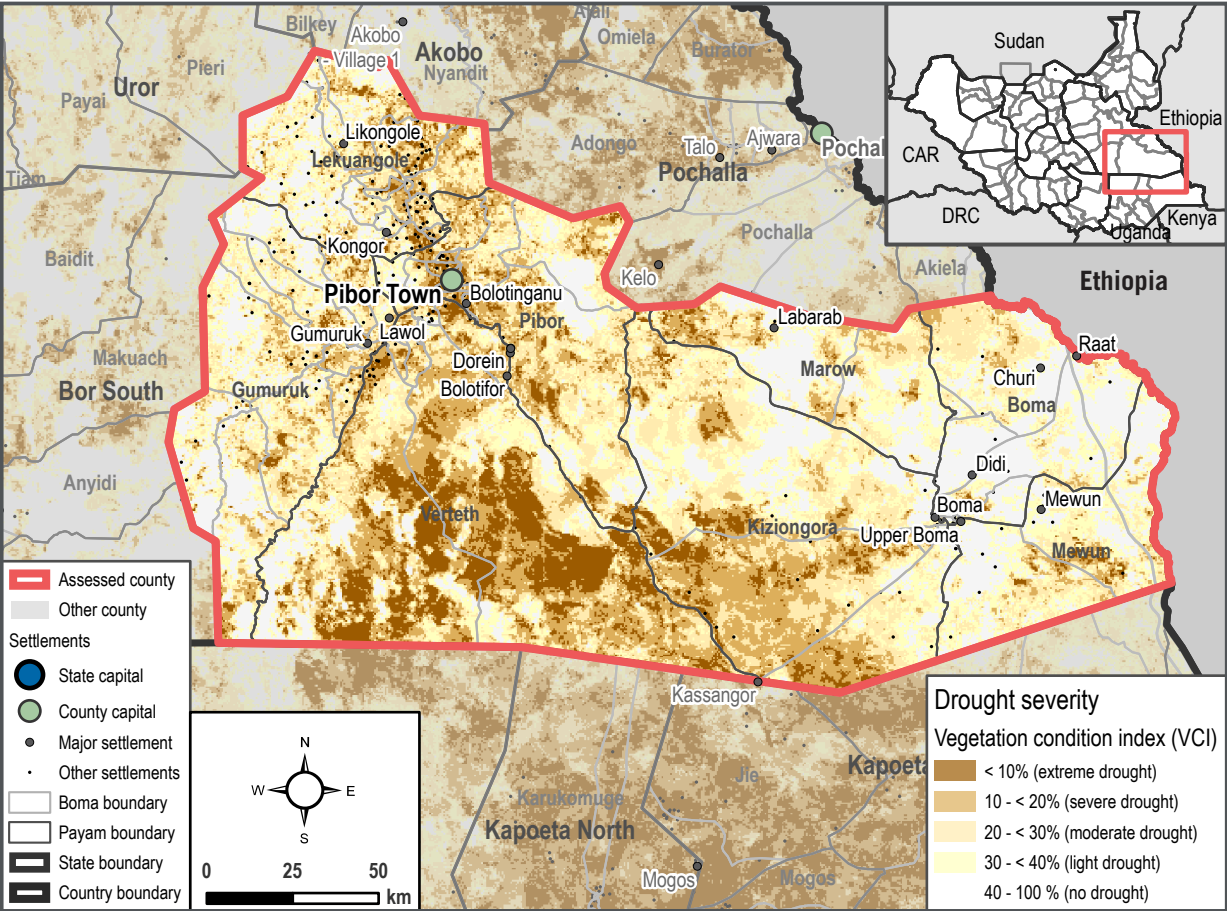 Bilkey
Akobo
Village 1
Akobo
Nyandit
Ajali
Omiela
Burator
Pieri
Uror
Payai
Tiam
Likongole
Lekuangole
Adongo
Talo
Ajwara
Pochalla
Pochal
Kongor
Baidit
Pochalla
Kelo
Akiela
Ethiopia
Pibor Town
Bolotinganu
Pibor
Labarab
Gumuruk
Lawol
Makuach
Bor South
Dorein
Bolotifor
Gumuruk
Marow
Raat
Churi
Boma
Anyidi
Didi
Verteth
Kiziongora
Boma
Upper Boma
Mewun
Mewun
Kassangor
Jie
Kapoeta
Karukomuge
Kapoeta North
Mogos
Mogos
Sudan
Ethiopia
CAR
DRC
Uganda
Kenya
Assessed county
Other county
Settlements
State capital
County capital
Major settlement
Other settlements
Boma boundary
Payam boundary
State boundary
Country boundary
N
W
E
S
0 25 50
km
Drought severity
Vegetation condition index (VCI)
< 10% (extreme drought)
10 - < 20% (severe drought)
20 - < 30% (moderate drought)
30 - < 40% (light drought)
40 - 100 % (no drought)